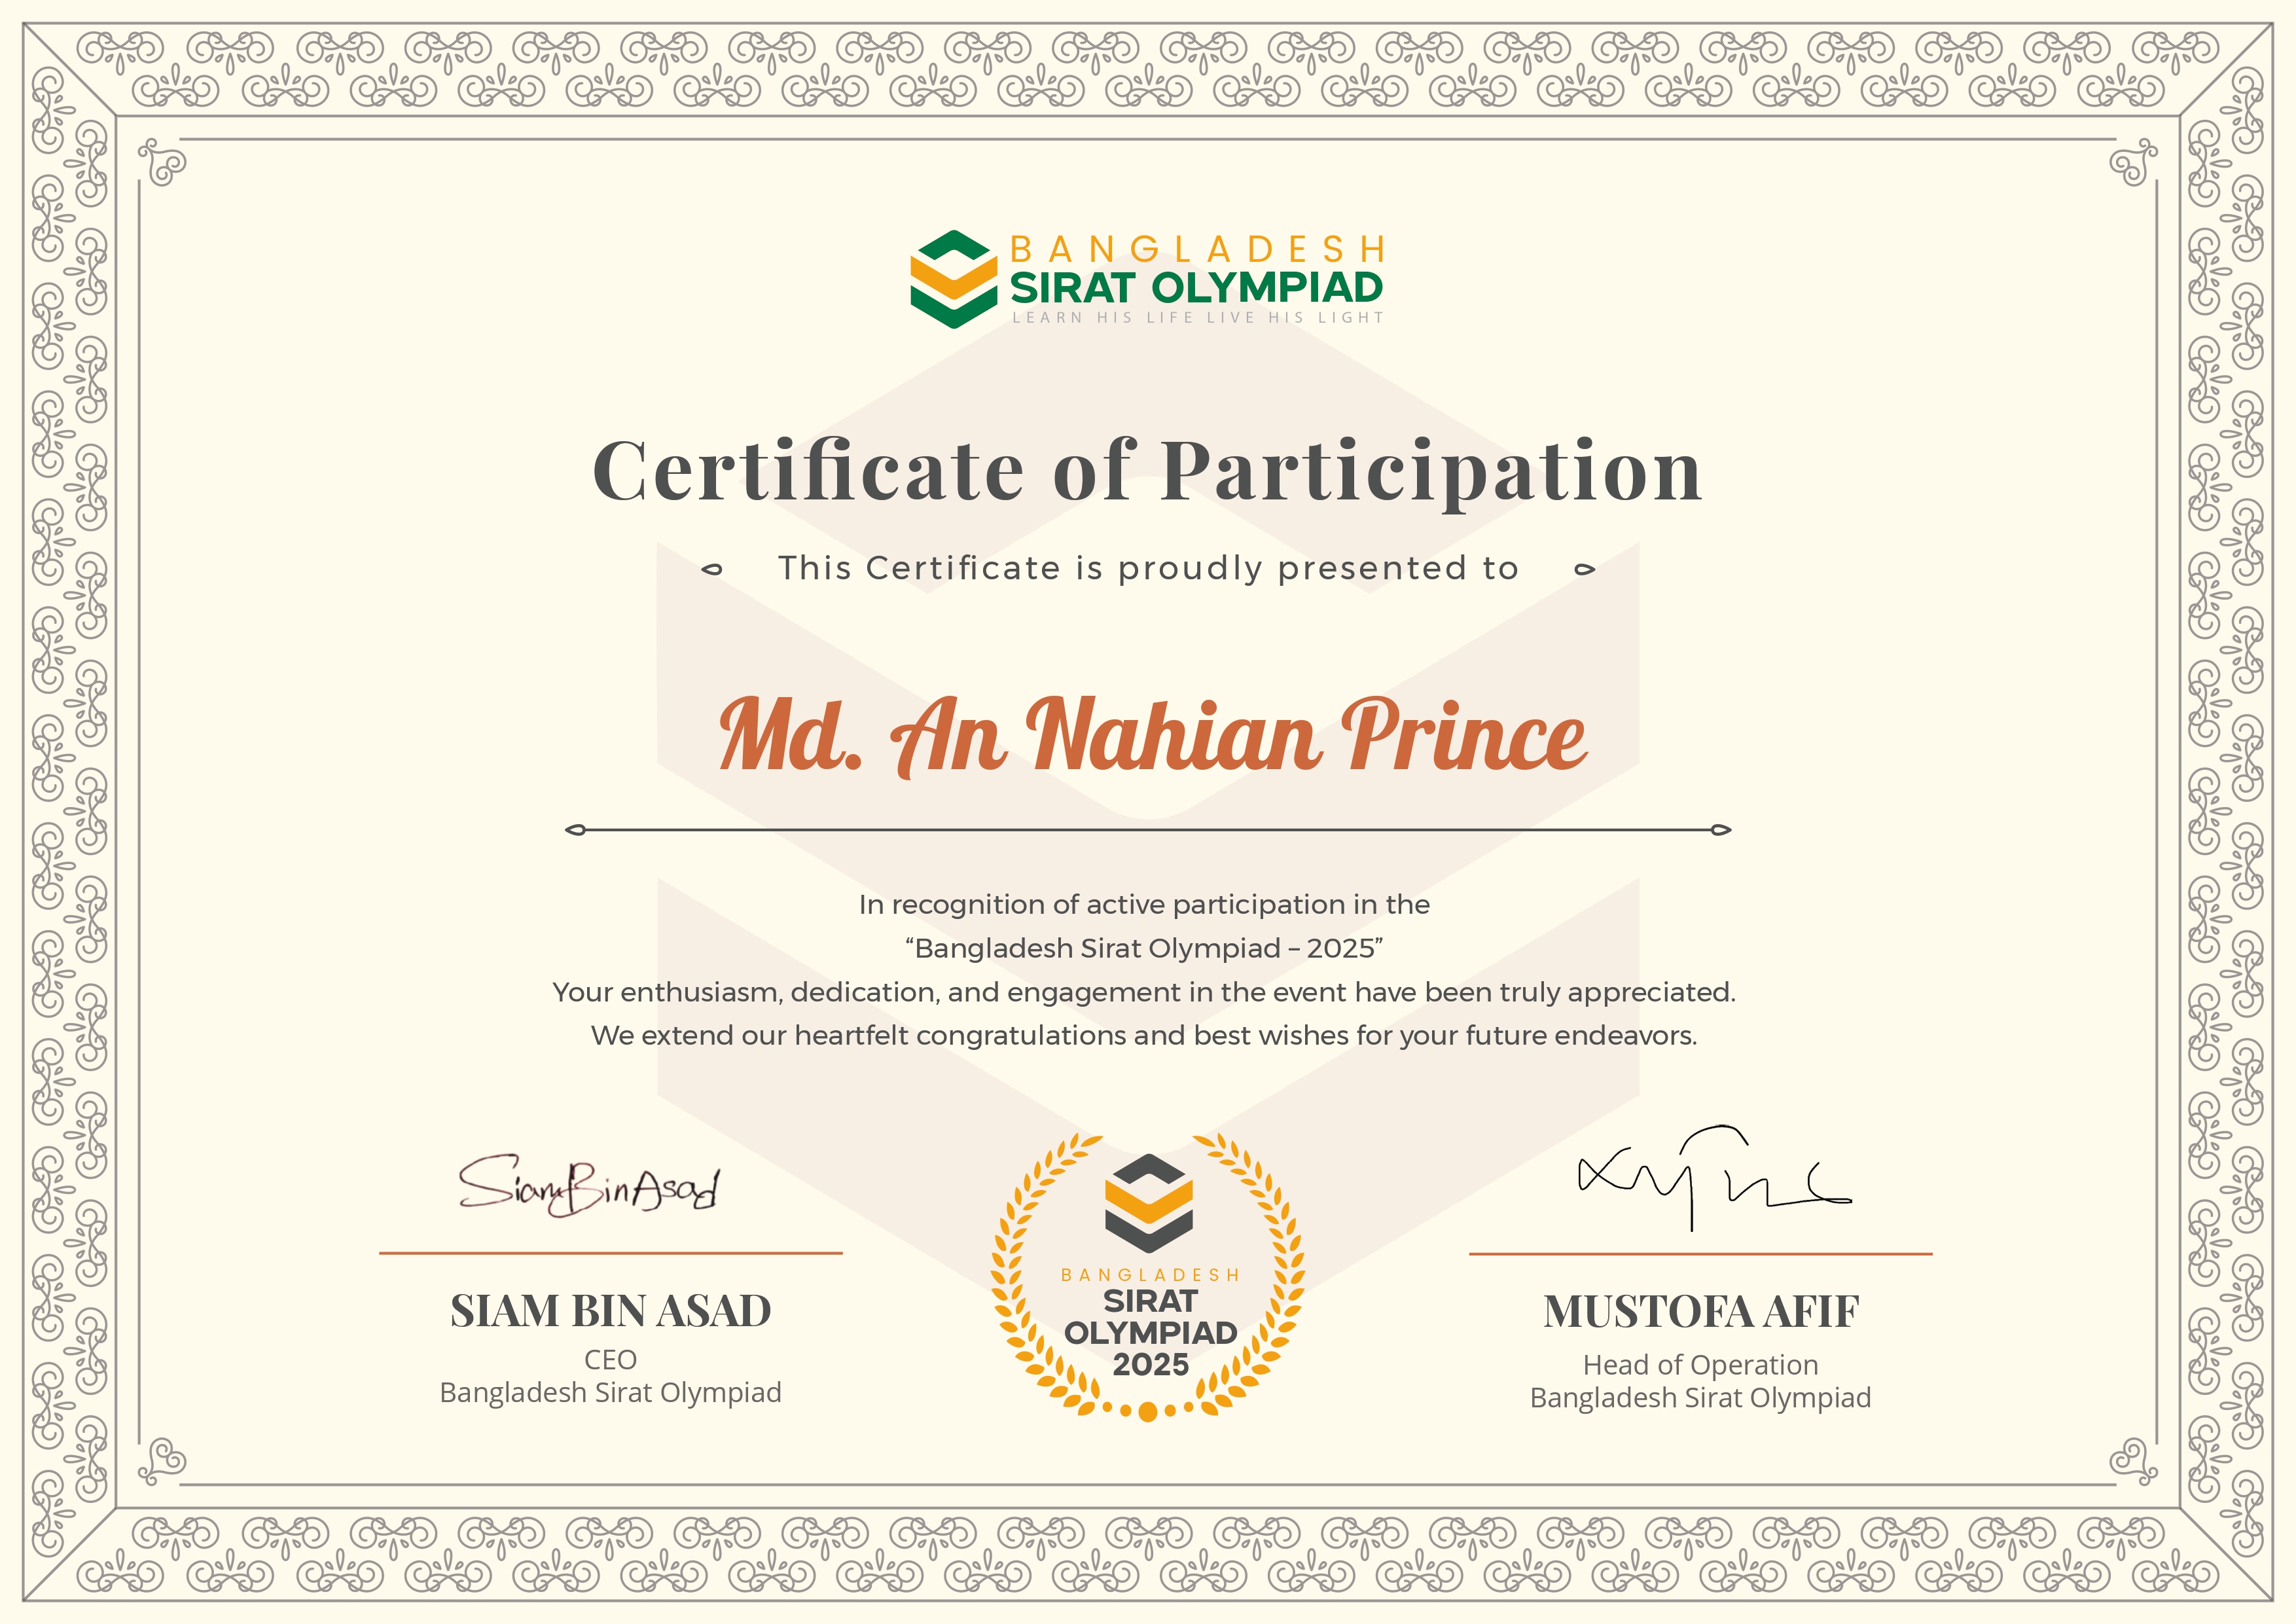 BANGLADESH
SIRAT OLYMPIAD
LEARN HIS LIFE LIVE HIS LIGHT
Certificate of Participation
This Certificate is proudly presented to
Md. An Nahian Prince
In recognition of active participation in the
“Bangladesh Sirat Olympiad – 2025”
Your enthusiasm, dedication, and engagement in the event have been truly appreciated.
We extend our heartfelt congratulations and best wishes for your future endeavors.
SiamBinAsad
SIAM BIN ASAD
CEO
Bangladesh Sirat Olympiad
BANGLADESH
SIRAT
OLYMPIAD
2025
MUSTOFA AFIF
Head of Operation
Bangladesh Sirat Olympiad